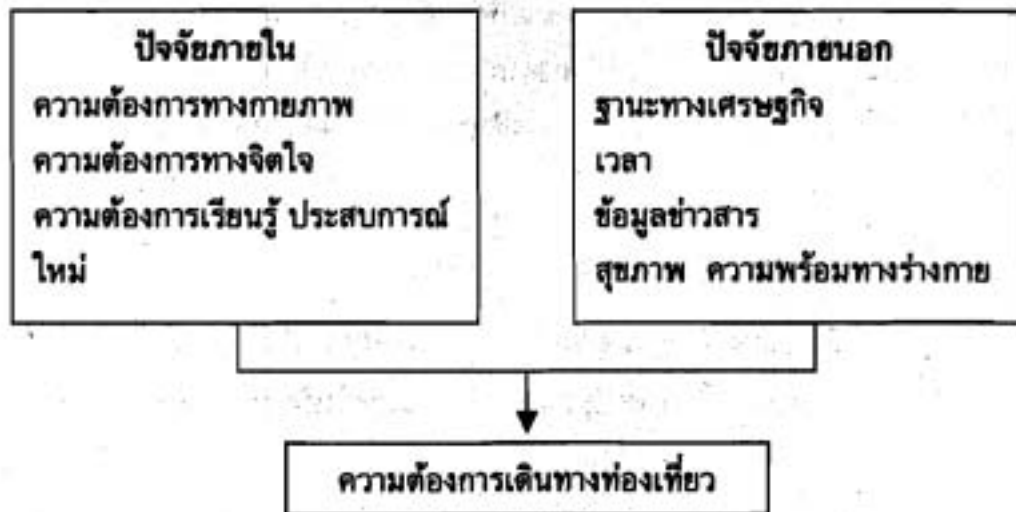 ปัจจัยภายใน
ความต้องการทางกายภาพ
ความต้องการทางจิตใจ
ความต้องการเรียนรู้ ประสบการณ์
ใหม่
ปัจจัยภายนอก
ฐานะทางเศรษฐกิจ
เวลา
ข้อมูลข่าวสาร
สุขภาพ ความพร้อมทางร่างกาย
ความต้องการเดินทางท่องเที่ยว